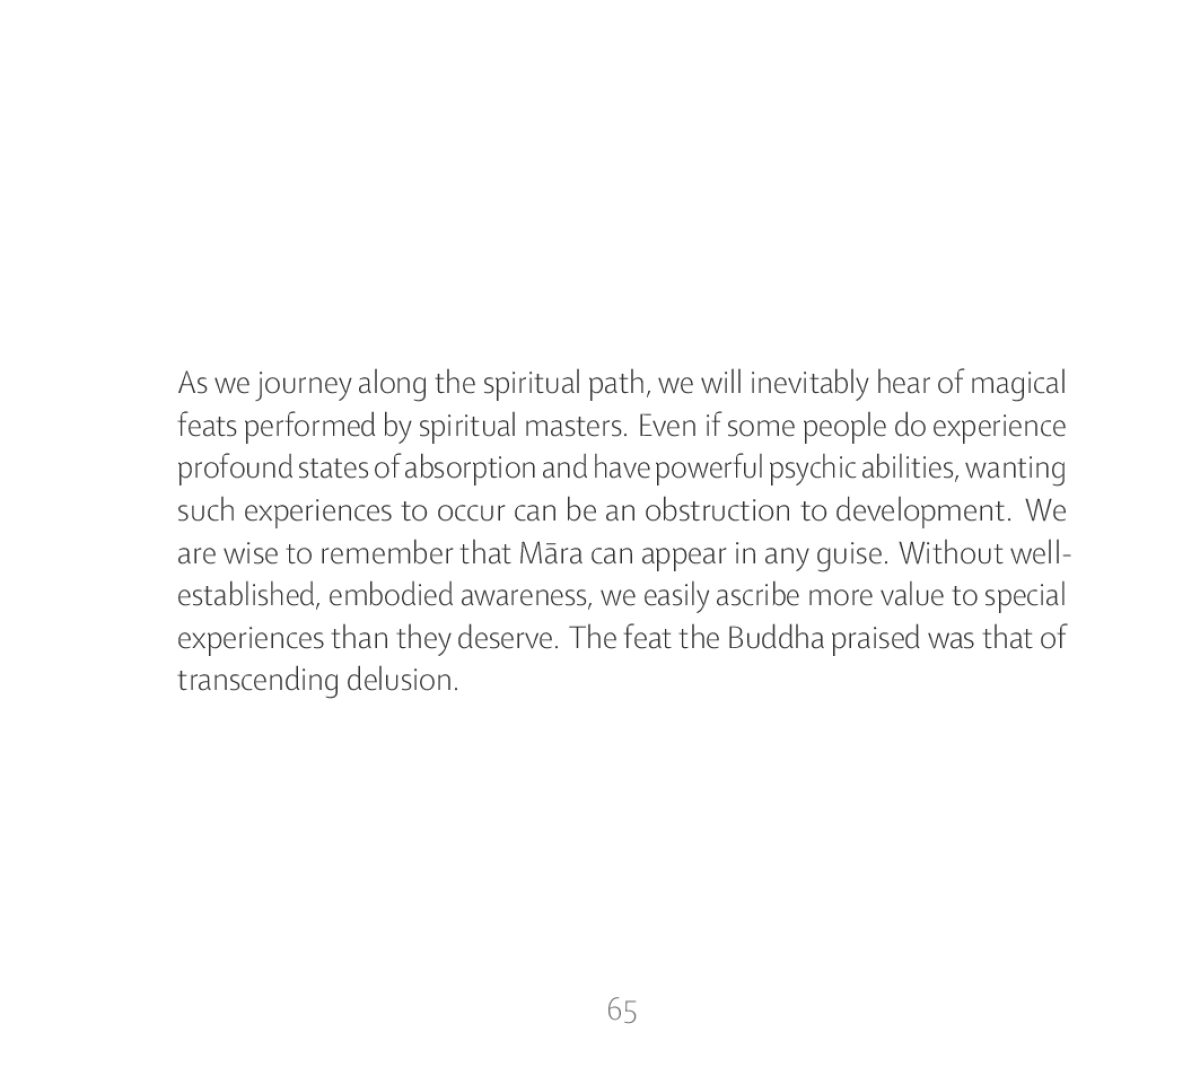 As we journey along the spiritual path, we will inevitably hear of magical
feats performed by spiritual masters. Even if some people do experience
profound states of absorption and have powerful psychic abilities, wanting
such experiences to occur can be an obstruction to development. We
are wise to remember that Māra can appear in any guise. Without well-
established, embodied awareness, we easily ascribe more value to special
experiences than they deserve. The feat the Buddha praised was that of
transcending delusion.
65